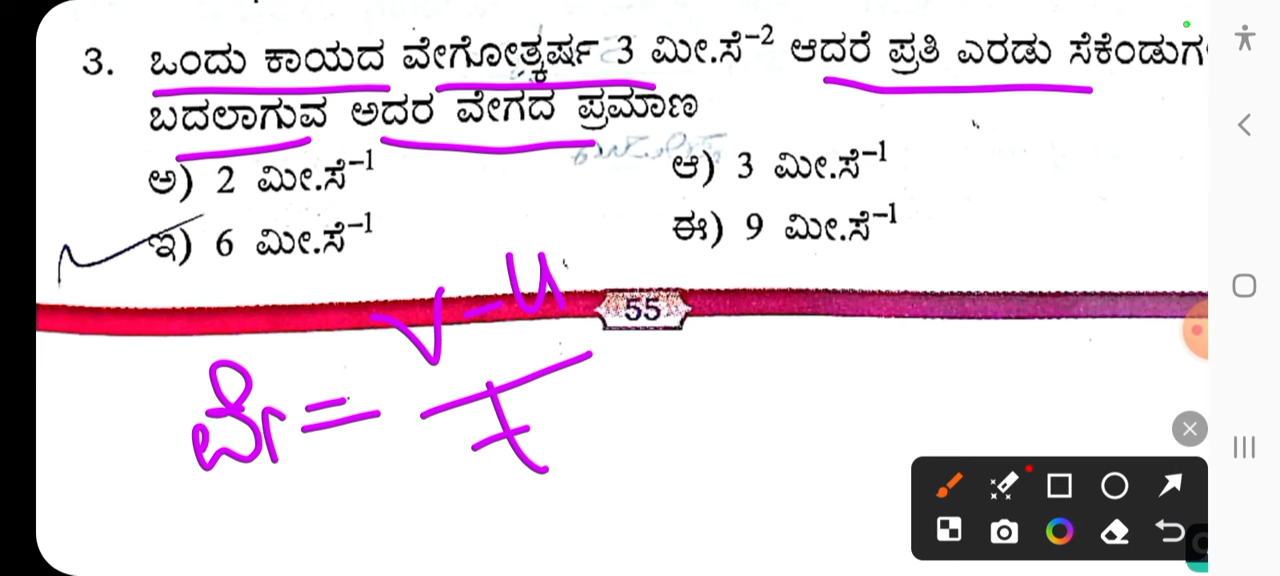 3. ಒಂದು ಕಾಯದ ವೇಗೋತ್ಕರ್ಷ 3 ಮೀ.ಸೆ⁻² ಆದರೆ ಪ್ರತಿ ಎರಡು ಸೆಕೆಂಡುಗ
ಬದಲಾಗುವ ಅದರ ವೇಗದ ಪ್ರಮಾಣ
ಅ) 2 ಮೀ.ಸೆ⁻¹ ಆ) 3 ಮೀ.ಸೆ⁻¹
ಇ) 6 ಮೀ.ಸೆ⁻¹ ಈ) 9 ಮೀ.ಸೆ⁻¹
55
v-u
= t